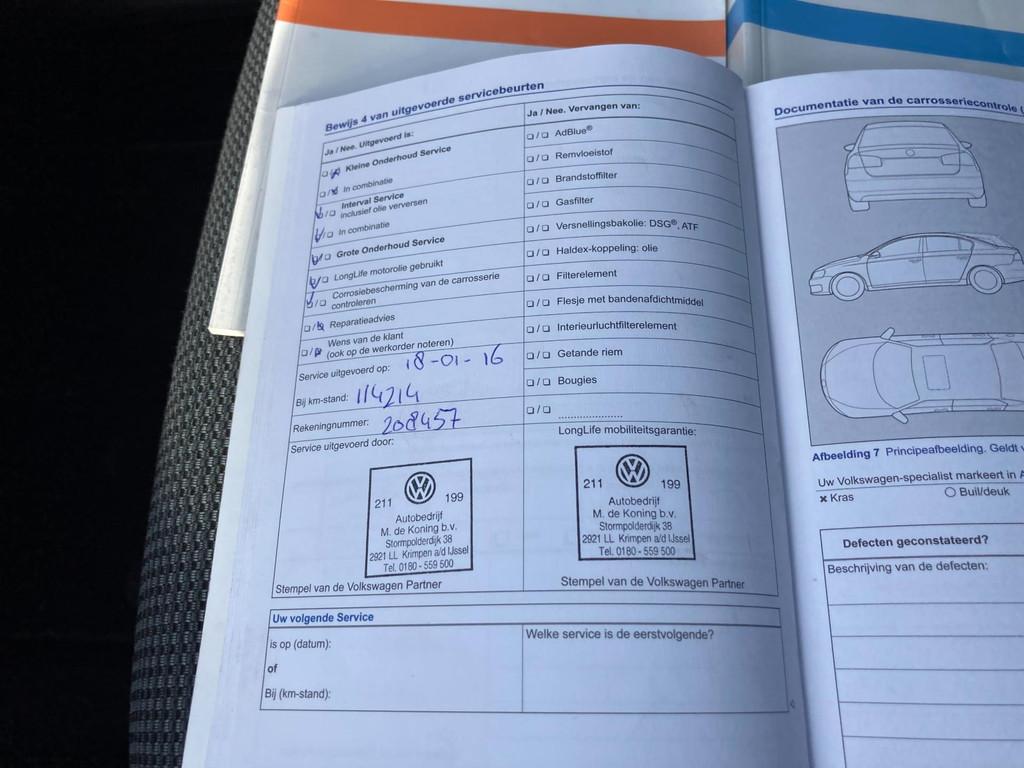 Bewijs 4 van uitgevoerde servicebeurten
Ja / Nee. Uitgevoerd is:
Kleine Onderhoud Service
In combinatie
Interval Service
inclusief olie verversen
In combinatie
Grote Onderhoud Service
LongLife motorolie gebruikt
Corrosiebescherming van de carrosserie
controleren
Reparatieadvies
Wens van de klant
(ook op de werkorder noteren)
Service uitgevoerd op: 18-01-16
Bij km-stand: 114214
Rekeningnummer: 208457
Service uitgevoerd door:
211 199
Autobedrijf
M. de Koning b.v.
Stormpolderdijk 38
2921 LL Krimpen a/d IJssel
Tel. 0180 - 559 500
Stempel van de Volkswagen Partner
Ja / Nee. Vervangen van:
AdBlue®
Remvloeistof
Brandstoffilter
Gasfilter
Versnellingsbakolie: DSG®, ATF
Haldex-koppeling: olie
Filterelement
Flesje met bandenafdichtmiddel
Interieurluchtfilterelement
Getande riem
Bougies
LongLife mobiliteitsgarantie:
211 199
Autobedrijf
M. de Koning b.v.
Stormpolderdijk 38
2921 LL Krimpen a/d IJssel
Tel. 0180 - 559 500
Stempel van de Volkswagen Partner
Uw volgende Service
is op (datum):
of
Bij (km-stand):
Welke service is de eerstvolgende?
Documentatie van de carrosseriecontrole
Afbeelding 7 Principeafbeelding. Geldt
Uw Volkswagen-specialist markeert in
× Kras
Buil/deuk
Defecten geconstateerd?
Beschrijving van de defecten: